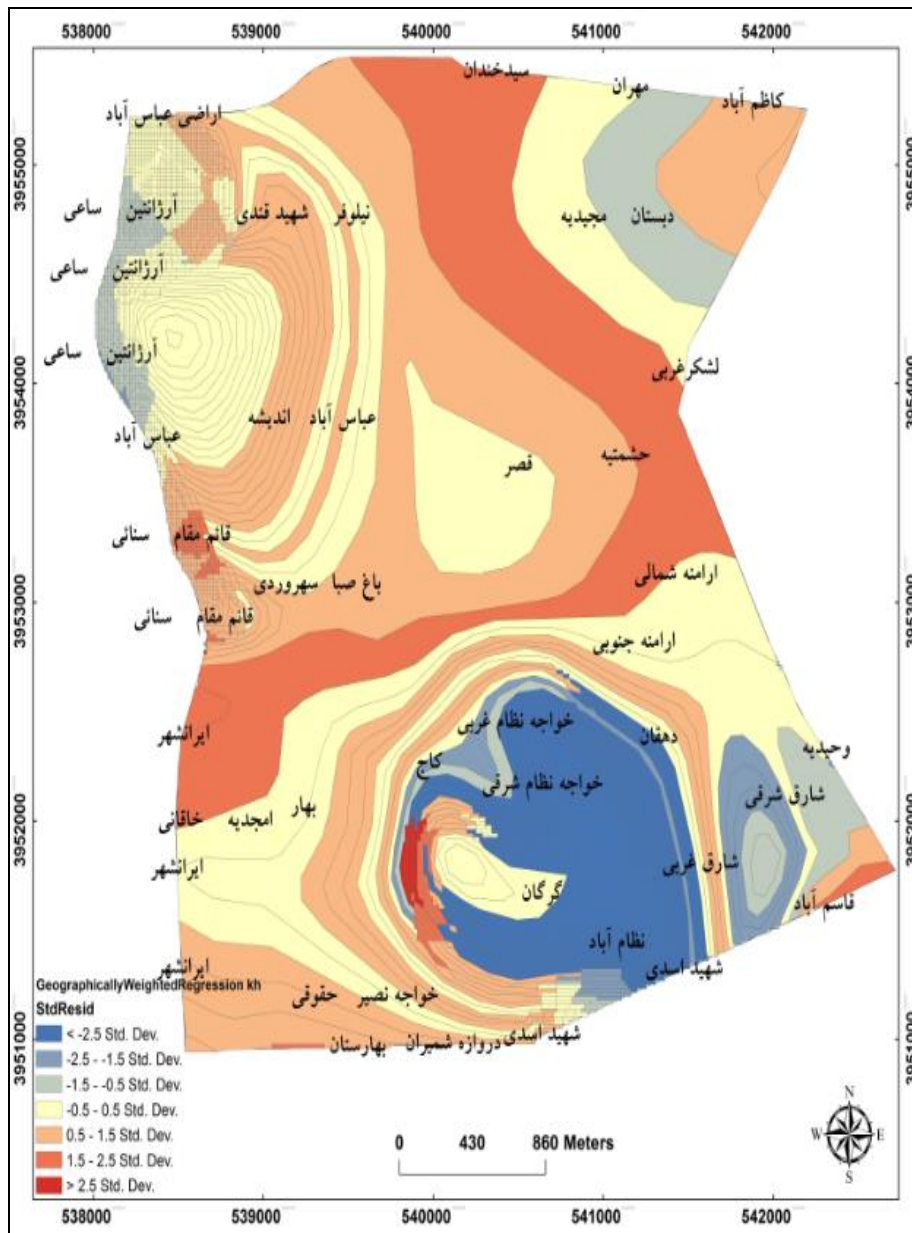 538000 539000 540000 541000 542000
سیدخندان
مهران
کاظم آباد
اراضی عباس آباد
3955000
3955000
ساعی آرژانتین شهید قندی نیلوفر مجیدیه دبستان
ساعی آرژانتین
ساعی آرژانتین
لشکرغربی
3954000
3954000
عباس آباد اندیشه عباس آباد
قصر حشمتیه
سنائی قائم مقام
ارامنه شمالی
سهروردی باغ صبا
3953000
3953000
سنائی قائم مقام
ارامنه جنوبی
ایرانشهر
خواجه نظام غربی
دهقان
وحیدیه
کاج
خواجه نظام شرقی
شارق شرقی
بهار
امجدیه
خاقانی
3952000
3952000
ایرانشهر
شارق غربی
گرگان
قاسم آباد
نظام آباد
ایرانشهر
شهید اسدی
GeographicallyWeightedRegression kh
حقوقی خواجه نصیر
StdResid
< -2.5 Std. Dev.
-2.5 - -1.5 Std. Dev.
-1.5 - -0.5 Std. Dev.
-0.5 - 0.5 Std. Dev.
0.5 - 1.5 Std. Dev.
1.5 - 2.5 Std. Dev.
> 2.5 Std. Dev.
بهارستان دروازه شمیران شهید اسدی
3951000
3951000
0 430 860 Meters
N
W E
S
538000 539000 540000 541000 542000